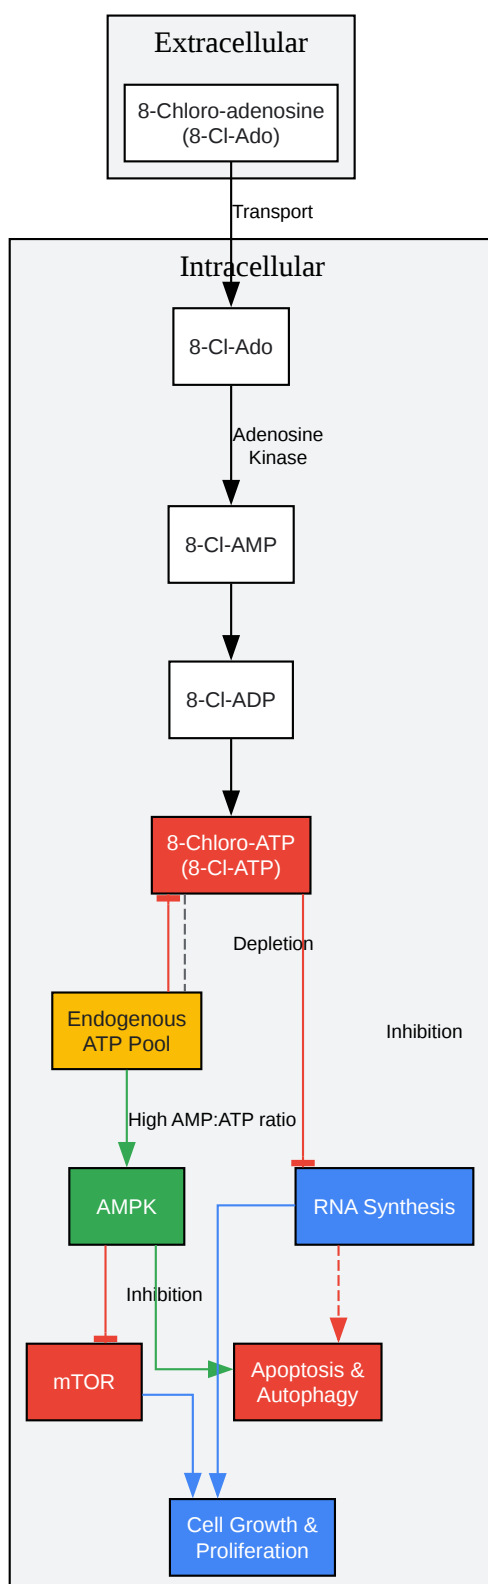 Extracellular
8-Chloro-adenosine
(8-Cl-Ado)
Transport
Intracellular
8-Cl-Ado
Adenosine
Kinase
8-Cl-AMP
8-Cl-ADP
8-Chloro-ATP
(8-Cl-ATP)
Depletion
Endogenous
ATP Pool
Inhibition
High AMP:ATP ratio
AMPK
RNA Synthesis
Inhibition
mTOR
Apoptosis &
Autophagy
Cell Growth &
Proliferation